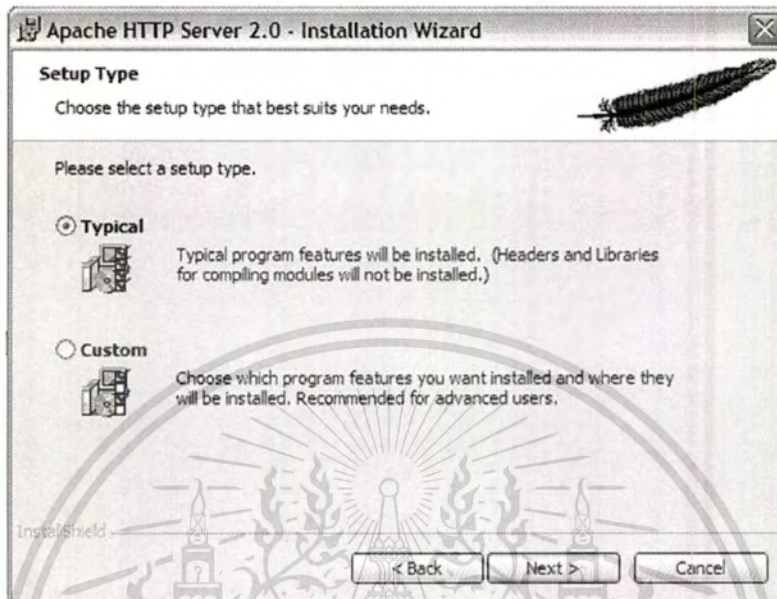 Apache HTTP Server 2.0 - Installation Wizard
Setup Type
Choose the setup type that best suits your needs.
Please select a setup type.
Typical
Typical program features will be installed. (Headers and Libraries
for compiling modules will not be installed.)
Custom
Choose which program features you want installed and where they
will be installed. Recommended for advanced users.
InstallShield
< Back Next > Cancel